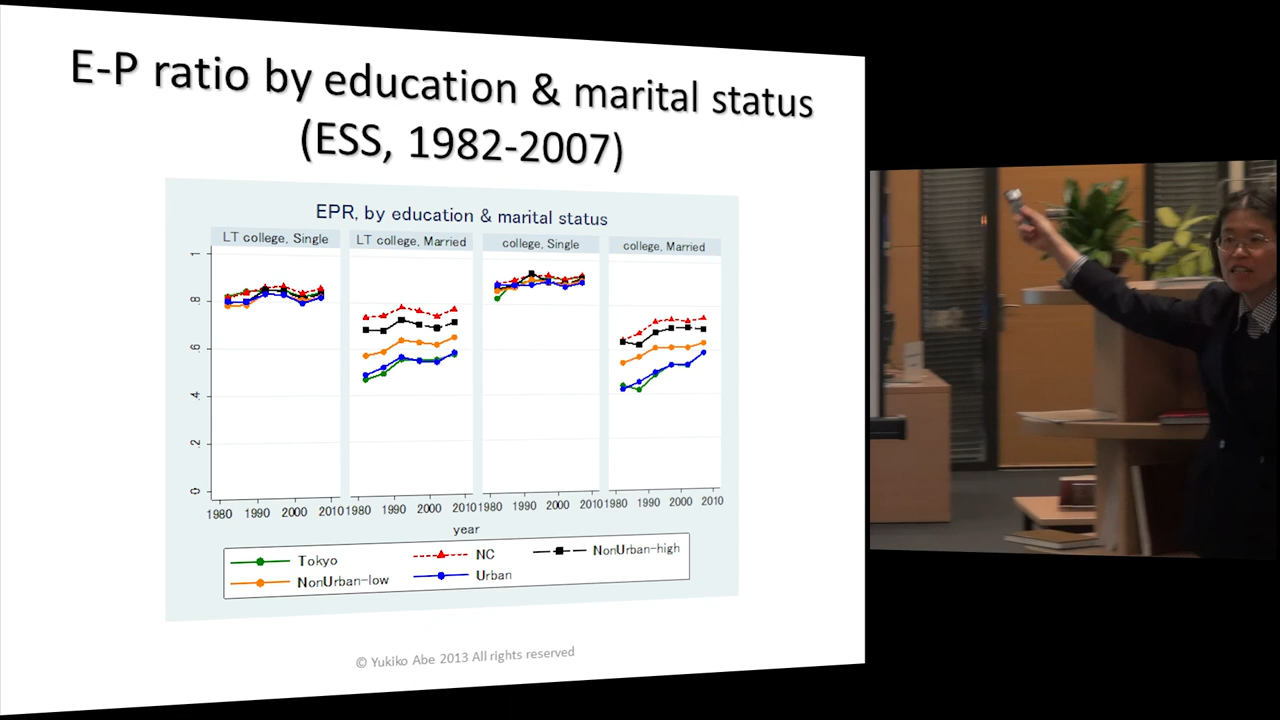 E-P ratio by education & marital status
(ESS, 1982-2007)
EPR, by education & marital status
LT college, Single
LT college, Married
college, Single
college, Married
1
.8
.6
.4
.2
0
1980 1990 2000 2010
1980 1990 2000 2010
1980 1990 2000 2010
1980 1990 2000 2010
year
Tokyo
NC
NonUrban-high
NonUrban-low
Urban
© Yukiko Abe 2013 All rights reserved